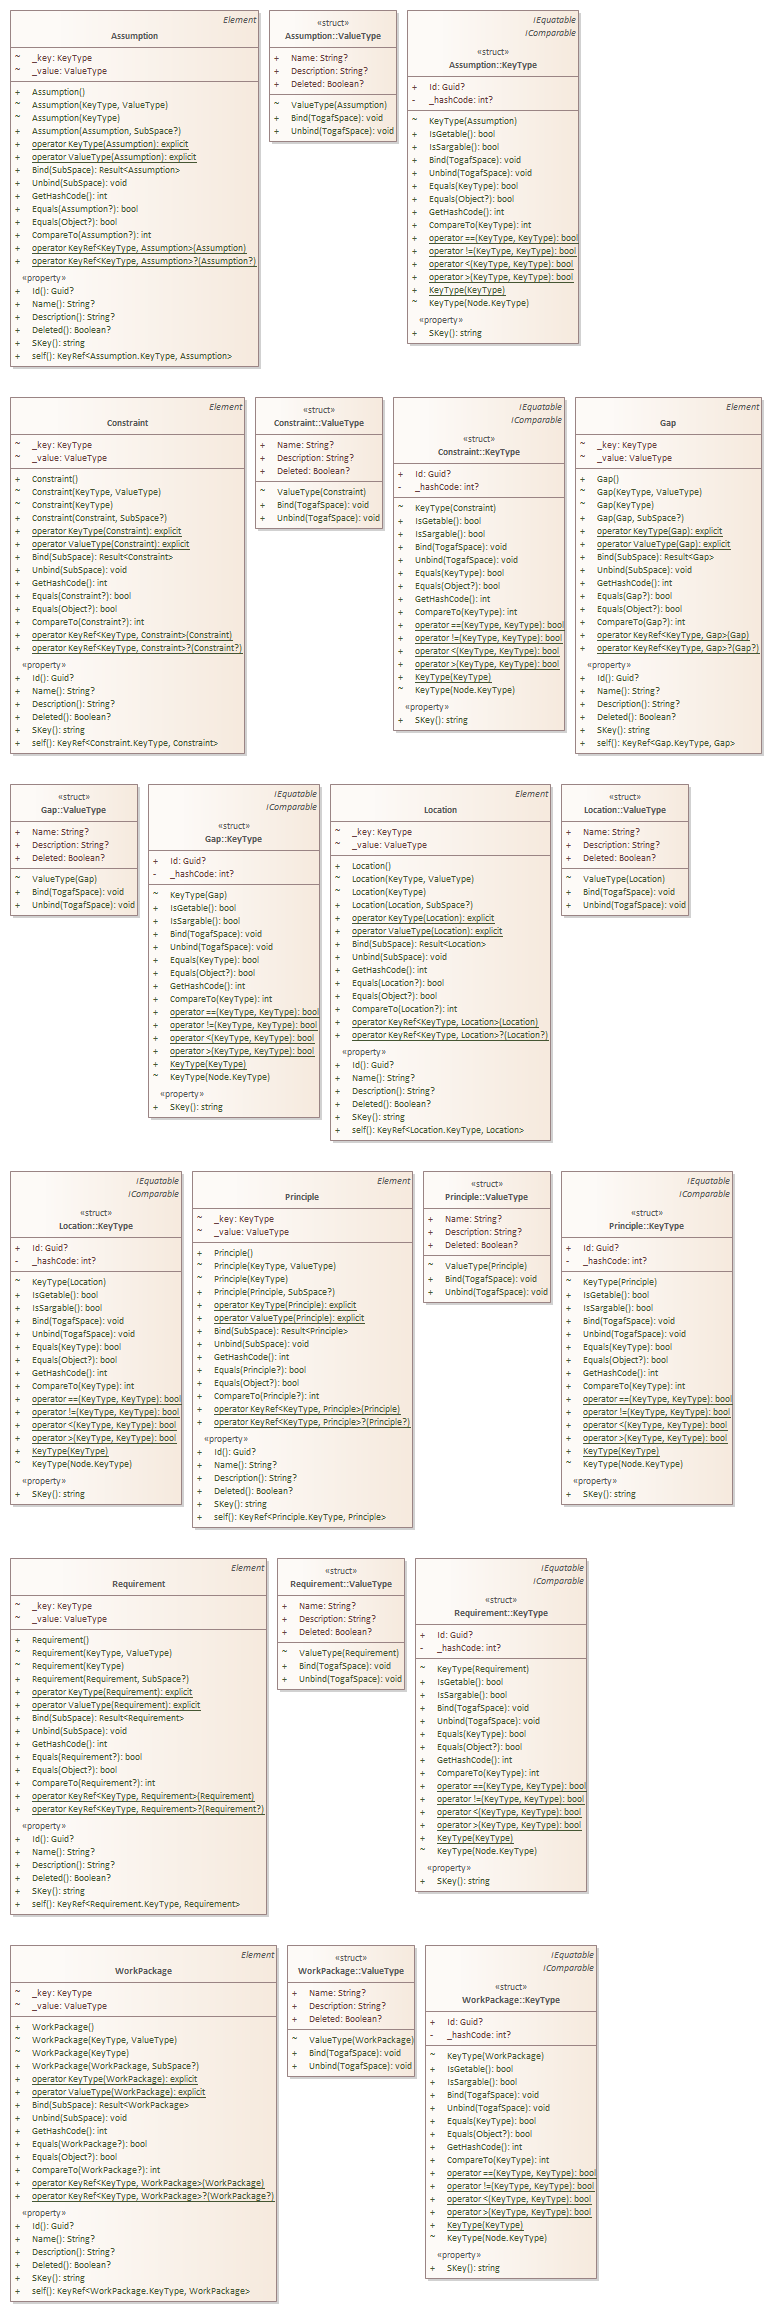 Element
Assumption
~ _key: KeyType
~ _value: ValueType
+ Assumption()
~ Assumption(KeyType, ValueType)
~ Assumption(KeyType)
+ Assumption(Assumption, SubSpace?)
+ operator KeyType(Assumption): explicit
+ operator ValueType(Assumption): explicit
+ Bind(SubSpace): Result<Assumption>
+ Unbind(SubSpace): void
+ GetHashCode(): int
+ Equals(Assumption?): bool
+ Equals(Object?): bool
+ CompareTo(Assumption?): int
+ operator KeyRef<KeyType, Assumption>(Assumption)
+ operator KeyRef<KeyType, Assumption>?(Assumption?)
«property»
+ Id(): Guid?
+ Name(): String?
+ Description(): String?
+ Deleted(): Boolean?
+ SKey(): string
+ self(): KeyRef<Assumption.KeyType, Assumption>
«struct»
Assumption::ValueType
+ Name: String?
+ Description: String?
+ Deleted: Boolean?
~ ValueType(Assumption)
+ Bind(TogafSpace): void
+ Unbind(TogafSpace): void
IEquatable
IComparable
«struct»
Assumption::KeyType
+ Id: Guid?
- _hashCode: int?
~ KeyType(Assumption)
+ IsGetable(): bool
+ IsSargable(): bool
+ Bind(TogafSpace): void
+ Unbind(TogafSpace): void
+ Equals(KeyType): bool
+ Equals(Object?): bool
+ GetHashCode(): int
+ CompareTo(KeyType): int
+ operator ==(KeyType, KeyType): bool
+ operator !=(KeyType, KeyType): bool
+ operator <(KeyType, KeyType): bool
+ operator >(KeyType, KeyType): bool
+ KeyType(KeyType)
~ KeyType(Node.KeyType)
«property»
+ SKey(): string
Element
Constraint
~ _key: KeyType
~ _value: ValueType
+ Constraint()
~ Constraint(KeyType, ValueType)
~ Constraint(KeyType)
+ Constraint(Constraint, SubSpace?)
+ operator KeyType(Constraint): explicit
+ operator ValueType(Constraint): explicit
+ Bind(SubSpace): Result<Constraint>
+ Unbind(SubSpace): void
+ GetHashCode(): int
+ Equals(Constraint?): bool
+ Equals(Object?): bool
+ CompareTo(Constraint?): int
+ operator KeyRef<KeyType, Constraint>(Constraint)
+ operator KeyRef<KeyType, Constraint>?(Constraint?)
«property»
+ Id(): Guid?
+ Name(): String?
+ Description(): String?
+ Deleted(): Boolean?
+ SKey(): string
+ self(): KeyRef<Constraint.KeyType, Constraint>
«struct»
Constraint::ValueType
+ Name: String?
+ Description: String?
+ Deleted: Boolean?
~ ValueType(Constraint)
+ Bind(TogafSpace): void
+ Unbind(TogafSpace): void
IEquatable
IComparable
«struct»
Constraint::KeyType
+ Id: Guid?
- _hashCode: int?
~ KeyType(Constraint)
+ IsGetable(): bool
+ IsSargable(): bool
+ Bind(TogafSpace): void
+ Unbind(TogafSpace): void
+ Equals(KeyType): bool
+ Equals(Object?): bool
+ GetHashCode(): int
+ CompareTo(KeyType): int
+ operator ==(KeyType, KeyType): bool
+ operator !=(KeyType, KeyType): bool
+ operator <(KeyType, KeyType): bool
+ operator >(KeyType, KeyType): bool
+ KeyType(KeyType)
~ KeyType(Node.KeyType)
«property»
+ SKey(): string
Element
Gap
~ _key: KeyType
~ _value: ValueType
+ Gap()
~ Gap(KeyType, ValueType)
~ Gap(KeyType)
+ Gap(Gap, SubSpace?)
+ operator KeyType(Gap): explicit
+ operator ValueType(Gap): explicit
+ Bind(SubSpace): Result<Gap>
+ Unbind(SubSpace): void
+ GetHashCode(): int
+ Equals(Gap?): bool
+ Equals(Object?): bool
+ CompareTo(Gap?): int
+ operator KeyRef<KeyType, Gap>(Gap)
+ operator KeyRef<KeyType, Gap>?(Gap?)
«property»
+ Id(): Guid?
+ Name(): String?
+ Description(): String?
+ Deleted(): Boolean?
+ SKey(): string
+ self(): KeyRef<Gap.KeyType, Gap>
«struct»
Gap::ValueType
+ Name: String?
+ Description: String?
+ Deleted: Boolean?
~ ValueType(Gap)
+ Bind(TogafSpace): void
+ Unbind(TogafSpace): void
IEquatable
IComparable
«struct»
Gap::KeyType
+ Id: Guid?
- _hashCode: int?
~ KeyType(Gap)
+ IsGetable(): bool
+ IsSargable(): bool
+ Bind(TogafSpace): void
+ Unbind(TogafSpace): void
+ Equals(KeyType): bool
+ Equals(Object?): bool
+ GetHashCode(): int
+ CompareTo(KeyType): int
+ operator ==(KeyType, KeyType): bool
+ operator !=(KeyType, KeyType): bool
+ operator <(KeyType, KeyType): bool
+ operator >(KeyType, KeyType): bool
+ KeyType(KeyType)
~ KeyType(Node.KeyType)
«property»
+ SKey(): string
Element
Location
~ _key: KeyType
~ _value: ValueType
+ Location()
~ Location(KeyType, ValueType)
~ Location(KeyType)
+ Location(Location, SubSpace?)
+ operator KeyType(Location): explicit
+ operator ValueType(Location): explicit
+ Bind(SubSpace): Result<Location>
+ Unbind(SubSpace): void
+ GetHashCode(): int
+ Equals(Location?): bool
+ Equals(Object?): bool
+ CompareTo(Location?): int
+ operator KeyRef<KeyType, Location>(Location)
+ operator KeyRef<KeyType, Location>?(Location?)
«property»
+ Id(): Guid?
+ Name(): String?
+ Description(): String?
+ Deleted(): Boolean?
+ SKey(): string
+ self(): KeyRef<Location.KeyType, Location>
«struct»
Location::ValueType
+ Name: String?
+ Description: String?
+ Deleted: Boolean?
~ ValueType(Location)
+ Bind(TogafSpace): void
+ Unbind(TogafSpace): void
IEquatable
IComparable
«struct»
Location::KeyType
+ Id: Guid?
- _hashCode: int?
~ KeyType(Location)
+ IsGetable(): bool
+ IsSargable(): bool
+ Bind(TogafSpace): void
+ Unbind(TogafSpace): void
+ Equals(KeyType): bool
+ Equals(Object?): bool
+ GetHashCode(): int
+ CompareTo(KeyType): int
+ operator ==(KeyType, KeyType): bool
+ operator !=(KeyType, KeyType): bool
+ operator <(KeyType, KeyType): bool
+ operator >(KeyType, KeyType): bool
+ KeyType(KeyType)
~ KeyType(Node.KeyType)
«property»
+ SKey(): string
Element
Principle
~ _key: KeyType
~ _value: ValueType
+ Principle()
~ Principle(KeyType, ValueType)
~ Principle(KeyType)
+ Principle(Principle, SubSpace?)
+ operator KeyType(Principle): explicit
+ operator ValueType(Principle): explicit
+ Bind(SubSpace): Result<Principle>
+ Unbind(SubSpace): void
+ GetHashCode(): int
+ Equals(Principle?): bool
+ Equals(Object?): bool
+ CompareTo(Principle?): int
+ operator KeyRef<KeyType, Principle>(Principle)
+ operator KeyRef<KeyType, Principle>?(Principle?)
«property»
+ Id(): Guid?
+ Name(): String?
+ Description(): String?
+ Deleted(): Boolean?
+ SKey(): string
+ self(): KeyRef<Principle.KeyType, Principle>
«struct»
Principle::ValueType
+ Name: String?
+ Description: String?
+ Deleted: Boolean?
~ ValueType(Principle)
+ Bind(TogafSpace): void
+ Unbind(TogafSpace): void
IEquatable
IComparable
«struct»
Principle::KeyType
+ Id: Guid?
- _hashCode: int?
~ KeyType(Principle)
+ IsGetable(): bool
+ IsSargable(): bool
+ Bind(TogafSpace): void
+ Unbind(TogafSpace): void
+ Equals(KeyType): bool
+ Equals(Object?): bool
+ GetHashCode(): int
+ CompareTo(KeyType): int
+ operator ==(KeyType, KeyType): bool
+ operator !=(KeyType, KeyType): bool
+ operator <(KeyType, KeyType): bool
+ operator >(KeyType, KeyType): bool
+ KeyType(KeyType)
~ KeyType(Node.KeyType)
«property»
+ SKey(): string
Element
Requirement
~ _key: KeyType
~ _value: ValueType
+ Requirement()
~ Requirement(KeyType, ValueType)
~ Requirement(KeyType)
+ Requirement(Requirement, SubSpace?)
+ operator KeyType(Requirement): explicit
+ operator ValueType(Requirement): explicit
+ Bind(SubSpace): Result<Requirement>
+ Unbind(SubSpace): void
+ GetHashCode(): int
+ Equals(Requirement?): bool
+ Equals(Object?): bool
+ CompareTo(Requirement?): int
+ operator KeyRef<KeyType, Requirement>(Requirement)
+ operator KeyRef<KeyType, Requirement>?(Requirement?)
«property»
+ Id(): Guid?
+ Name(): String?
+ Description(): String?
+ Deleted(): Boolean?
+ SKey(): string
+ self(): KeyRef<Requirement.KeyType, Requirement>
«struct»
Requirement::ValueType
+ Name: String?
+ Description: String?
+ Deleted: Boolean?
~ ValueType(Requirement)
+ Bind(TogafSpace): void
+ Unbind(TogafSpace): void
IEquatable
IComparable
«struct»
Requirement::KeyType
+ Id: Guid?
- _hashCode: int?
~ KeyType(Requirement)
+ IsGetable(): bool
+ IsSargable(): bool
+ Bind(TogafSpace): void
+ Unbind(TogafSpace): void
+ Equals(KeyType): bool
+ Equals(Object?): bool
+ GetHashCode(): int
+ CompareTo(KeyType): int
+ operator ==(KeyType, KeyType): bool
+ operator !=(KeyType, KeyType): bool
+ operator <(KeyType, KeyType): bool
+ operator >(KeyType, KeyType): bool
+ KeyType(KeyType)
~ KeyType(Node.KeyType)
«property»
+ SKey(): string
Element
WorkPackage
~ _key: KeyType
~ _value: ValueType
+ WorkPackage()
~ WorkPackage(KeyType, ValueType)
~ WorkPackage(KeyType)
+ WorkPackage(WorkPackage, SubSpace?)
+ operator KeyType(WorkPackage): explicit
+ operator ValueType(WorkPackage): explicit
+ Bind(SubSpace): Result<WorkPackage>
+ Unbind(SubSpace): void
+ GetHashCode(): int
+ Equals(WorkPackage?): bool
+ Equals(Object?): bool
+ CompareTo(WorkPackage?): int
+ operator KeyRef<KeyType, WorkPackage>(WorkPackage)
+ operator KeyRef<KeyType, WorkPackage>?(WorkPackage?)
«property»
+ Id(): Guid?
+ Name(): String?
+ Description(): String?
+ Deleted(): Boolean?
+ SKey(): string
+ self(): KeyRef<WorkPackage.KeyType, WorkPackage>
«struct»
WorkPackage::ValueType
+ Name: String?
+ Description: String?
+ Deleted: Boolean?
~ ValueType(WorkPackage)
+ Bind(TogafSpace): void
+ Unbind(TogafSpace): void
IEquatable
IComparable
«struct»
WorkPackage::KeyType
+ Id: Guid?
- _hashCode: int?
~ KeyType(WorkPackage)
+ IsGetable(): bool
+ IsSargable(): bool
+ Bind(TogafSpace): void
+ Unbind(TogafSpace): void
+ Equals(KeyType): bool
+ Equals(Object?): bool
+ GetHashCode(): int
+ CompareTo(KeyType): int
+ operator ==(KeyType, KeyType): bool
+ operator !=(KeyType, KeyType): bool
+ operator <(KeyType, KeyType): bool
+ operator >(KeyType, KeyType): bool
+ KeyType(KeyType)
~ KeyType(Node.KeyType)
«property»
+ SKey(): string